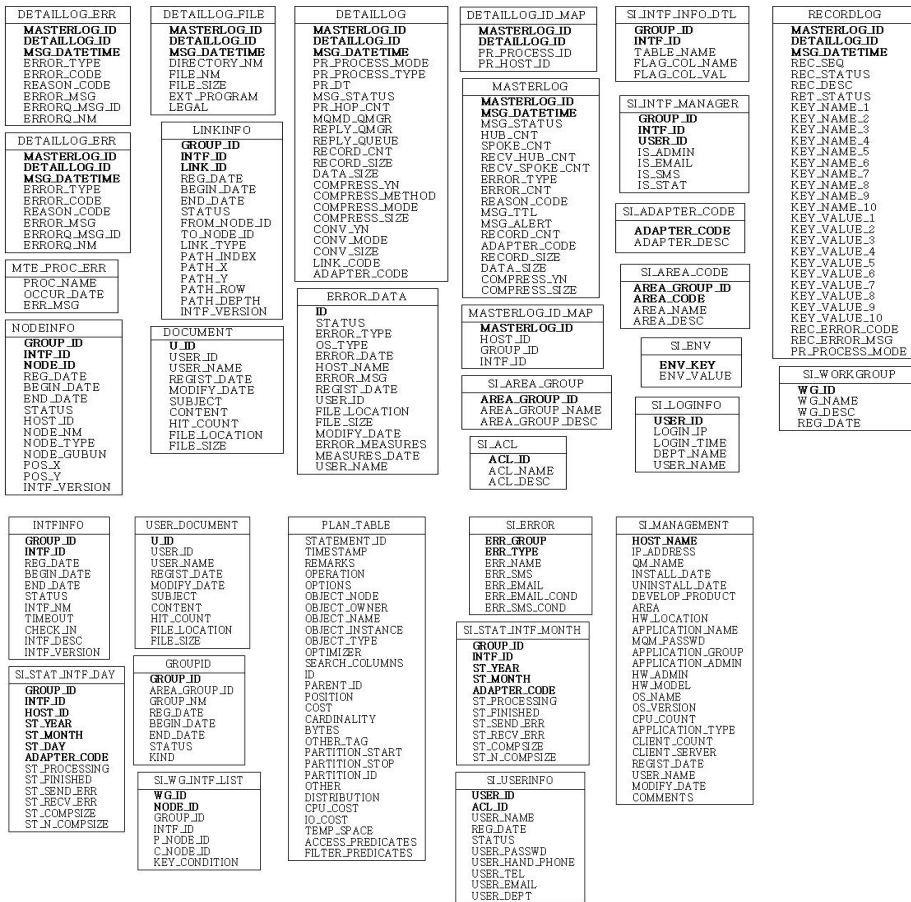 DETAILLOG_ERR
MASTERLOG_ID
DETAILLOG_ID
MSG_DATETIME
ERROR_TYPE
ERROR_CODE
REASON_CODE
ERROR_MSG
ERRORQ_MSG_ID
ERRORQ_NM
DETAILLOG_ERR
MASTERLOG_ID
DETAILLOG_ID
MSG_DATETIME
ERROR_TYPE
ERROR_CODE
REASON_CODE
ERROR_MSG
ERRORQ_MSG_ID
ERRORQ_NM
MTE_PROC_ERR
PROC_NAME
OCCUR_DATE
ERR_MSG
NODEINFO
GROUP_ID
INTF_ID
NODE_ID
REG_DATE
BEGIN_DATE
END_DATE
STATUS
HOST_ID
NODE_NM
NODE_TYPE
NODE_GUBUN
POS_X
POS_Y
INTF_VERSION
DETAILLOG_FILE
MASTERLOG_ID
DETAILLOG_ID
MSG_DATETIME
DIRECTORY_NM
FILE_NM
FILE_SIZE
EXT_PROGRAM
LEGAL
LINKINFO
GROUP_ID
INTF_ID
LINK_ID
REG_DATE
BEGIN_DATE
END_DATE
STATUS
FROM_NODE_ID
TO_NODE_ID
LINK_TYPE
PATH_INDEX
PATH_X
PATH_Y
PATH_ROW
PATH_DEPTH
INTF_VERSION
DOCUMENT
U_ID
USER_ID
USER_NAME
REGIST_DATE
MODIFY_DATE
SUBJECT
CONTENT
HIT_COUNT
FILE_LOCATION
FILE_SIZE
DETAILLOG
MASTERLOG_ID
DETAILLOG_ID
MSG_DATETIME
PR_PROCESS_MODE
PR_PROCESS_TYPE
PR_DT
MSG_STATUS
PR_HOP_CNT
MQMD_QMGR
REPLY_QMGR
REPLY_QUEUE
RECORD_CNT
RECORD_SIZE
DATA_SIZE
COMPRESS_YN
COMPRESS_METHOD
COMPRESS_MODE
COMPRESS_SIZE
CONV_YN
CONV_MODE
CONV_SIZE
LINK_CODE
ADAPTER_CODE
ERROR_DATA
ID
STATUS
ERROR_TYPE
OS_TYPE
ERROR_DATE
HOST_NAME
ERROR_MSG
REGIST_DATE
USER_ID
FILE_LOCATION
FILE_SIZE
MODIFY_DATE
ERROR_MEASURES
MEASURES_DATE
USER_NAME
DETAILLOG_ID_MAP
MASTERLOG_ID
DETAILLOG_ID
PR_PROCESS_ID
PR_HOST_ID
MASTERLOG
MASTERLOG_ID
MSG_DATETIME
MSG_STATUS
HUB_CNT
SPOKE_CNT
RECV_HUB_CNT
RECV_SPOKE_CNT
ERROR_TYPE
ERROR_CNT
REASON_CODE
MSG_TTL
MSG_ALERT
RECORD_CNT
ADAPTER_CODE
RECORD_SIZE
DATA_SIZE
COMPRESS_YN
COMPRESS_SIZE
MASTERLOG_ID_MAP
MASTERLOG_ID
HOST_ID
GROUP_ID
INTF_ID
SI_AREA_GROUP
AREA_GROUP_ID
AREA_GROUP_NAME
AREA_GROUP_DESC
SI_ACL
ACL_ID
ACL_NAME
ACL_DESC
SI_INTF_INFO_DTL
GROUP_ID
INTF_ID
TABLE_NAME
FLAG_COL_NAME
FLAG_COL_VAL
SI_INTF_MANAGER
GROUP_ID
INTF_ID
USER_ID
IS_ADMIN
IS_EMAIL
IS_SMS
IS_STAT
SI_ADAPTER_CODE
ADAPTER_CODE
ADAPTER_DESC
SI_AREA_CODE
AREA_GROUP_ID
AREA_CODE
AREA_NAME
AREA_DESC
SI_ENV
ENV_KEY
ENV_VALUE
SI_LOGINFO
USER_ID
LOGIN_IP
LOGIN_TIME
DEPT_NAME
USER_NAME
RECORDLOG
MASTERLOG_ID
DETAILLOG_ID
MSG_DATETIME
REC_SEQ
REC_STATUS
REC_DESC
RET_STATUS
KEY_NAME_1
KEY_NAME_2
KEY_NAME_3
KEY_NAME_4
KEY_NAME_5
KEY_NAME_6
KEY_NAME_7
KEY_NAME_8
KEY_NAME_9
KEY_NAME_10
KEY_VALUE_1
KEY_VALUE_2
KEY_VALUE_3
KEY_VALUE_4
KEY_VALUE_5
KEY_VALUE_6
KEY_VALUE_7
KEY_VALUE_8
KEY_VALUE_9
KEY_VALUE_10
REC_ERROR_CODE
REC_ERROR_MSG
PR_PROCESS_MODE
SI_WORKGROUP
WG_ID
WG_NAME
WG_DESC
REG_DATE
INTFINFO
GROUP_ID
INTF_ID
REG_DATE
BEGIN_DATE
END_DATE
STATUS
INTF_NM
TIMEOUT
CHECK_IN
INTF_DESC
INTF_VERSION
SI_STAT_INTF_DAY
GROUP_ID
INTF_ID
HOST_ID
ST_YEAR
ST_MONTH
ST_DAY
ADAPTER_CODE
ST_PROCESSING
ST_FINISHED
ST_SEND_ERR
ST_RECV_ERR
ST_COMPSIZE
ST_N_COMPSIZE
USER_DOCUMENT
U_ID
USER_ID
USER_NAME
REGIST_DATE
MODIFY_DATE
SUBJECT
CONTENT
HIT_COUNT
FILE_LOCATION
FILE_SIZE
GROUPID
GROUP_ID
AREA_GROUP_ID
GROUP_NM
REG_DATE
BEGIN_DATE
END_DATE
STATUS
KIND
SI_WG_INTF_LIST
WG_ID
NODE_ID
GROUP_ID
INTF_ID
P_NODE_ID
C_NODE_ID
KEY_CONDITION
PLAN_TABLE
STATEMENT_ID
TIMESTAMP
REMARKS
OPERATION
OPTIONS
OBJECT_NODE
OBJECT_OWNER
OBJECT_NAME
OBJECT_INSTANCE
OBJECT_TYPE
OPTIMIZER
SEARCH_COLUMNS
ID
PARENT_ID
POSITION
COST
CARDINALITY
BYTES
OTHER_TAG
PARTITION_START
PARTITION_STOP
PARTITION_ID
OTHER
DISTRIBUTION
CPU_COST
IO_COST
TEMP_SPACE
ACCESS_PREDICATES
FILTER_PREDICATES
SI_ERROR
ERR_GROUP
ERR_TYPE
ERR_NAME
ERR_SMS
ERR_EMAIL
ERR_EMAIL_COND
ERR_SMS_COND
SI_STAT_INTF_MONTH
GROUP_ID
INTF_ID
ST_YEAR
ST_MONTH
ADAPTER_CODE
ST_PROCESSING
ST_FINISHED
ST_SEND_ERR
ST_RECV_ERR
ST_COMPSIZE
ST_N_COMPSIZE
SI_USERINFO
USER_ID
ACL_ID
USER_NAME
REG_DATE
STATUS
USER_PASSWD
USER_HAND_PHONE
USER_TEL
USER_EMAIL
USER_DEPT
SI_MANAGEMENT
HOST_NAME
IP_ADDRESS
QM_NAME
INSTALL_DATE
UNINSTALL_DATE
DEVELOP_PRODUCT
AREA
HW_LOCATION
APPLICATION_NAME
MQM_PASSWD
APPLICATION_GROUP
APPLICATION_ADMIN
HW_ADMIN
HW_MODEL
OS_NAME
OS_VERSION
CPU_COUNT
APPLICATION_TYPE
CLIENT_COUNT
CLIENT_SERVER
REGIST_DATE
USER_NAME
MODIFY_DATE
COMMENTS